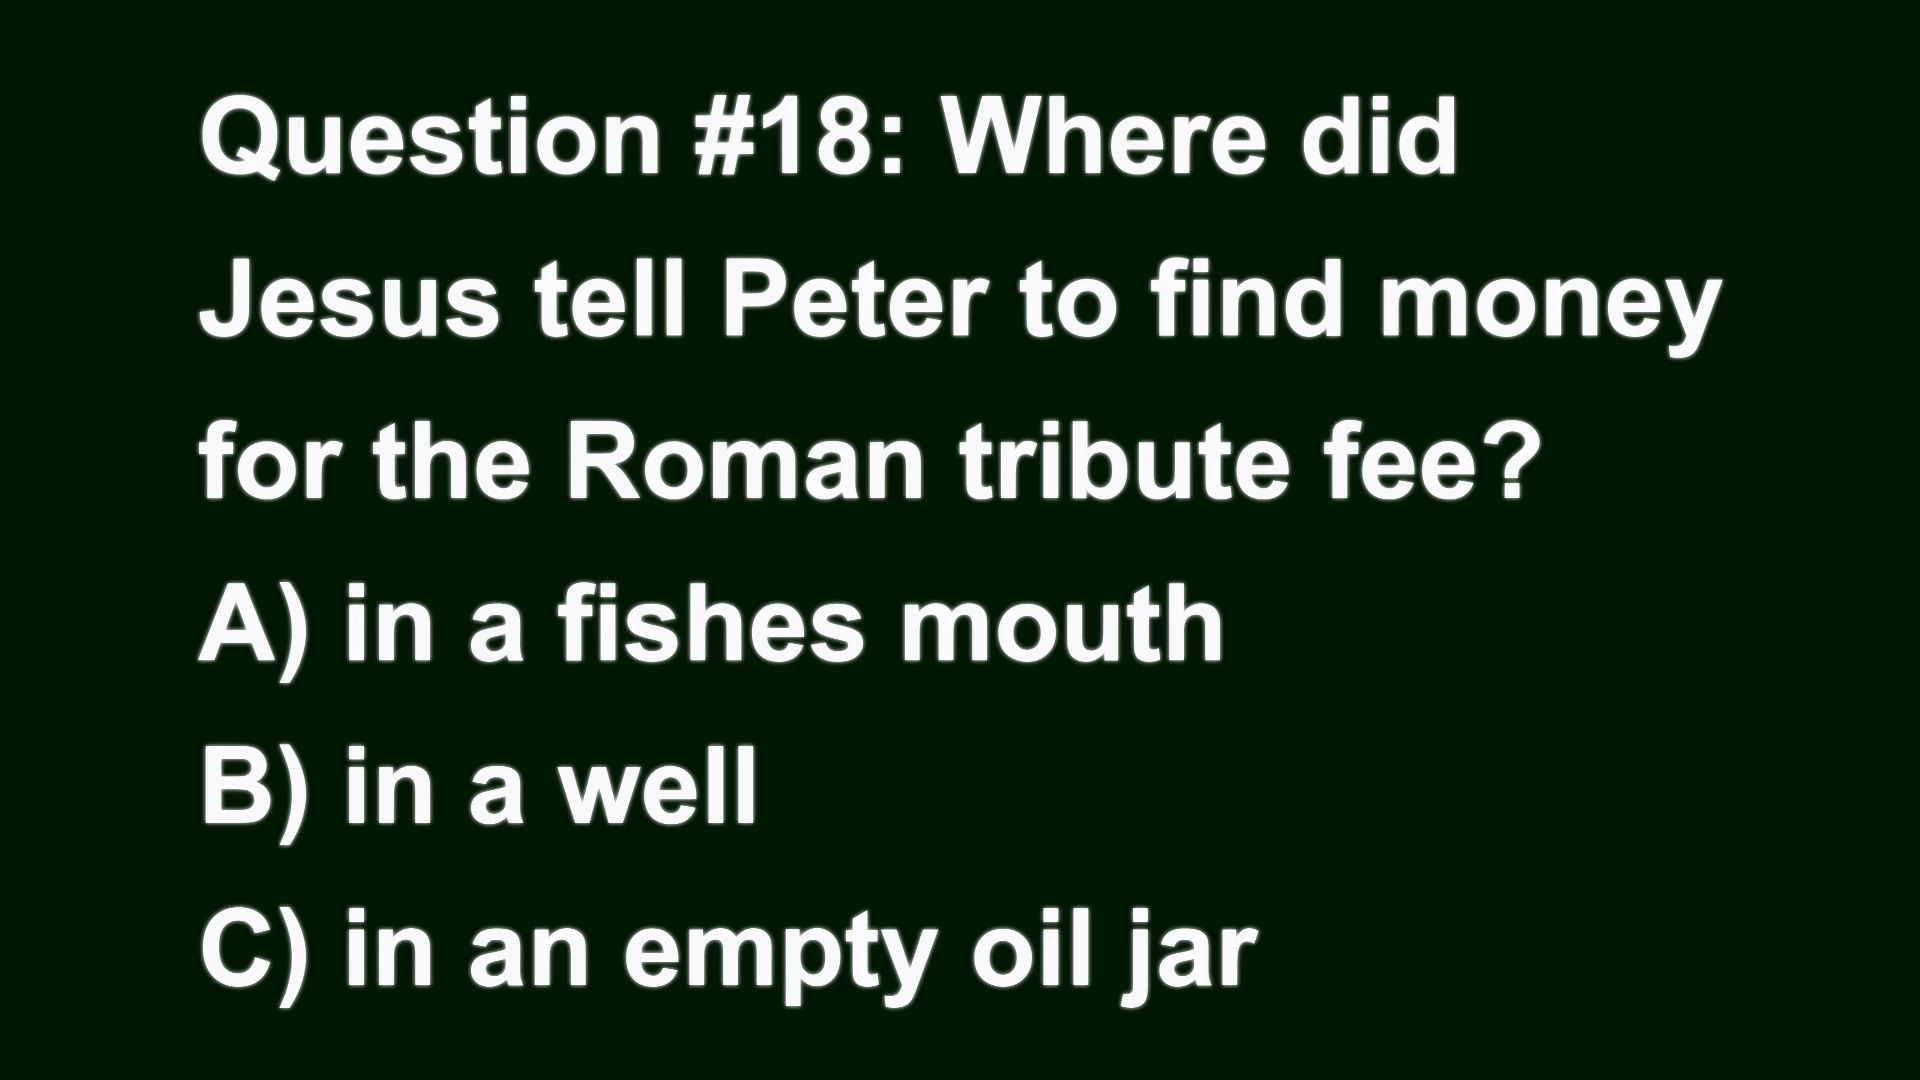 Question #18: Where did
Jesus tell Peter to find money
for the Roman tribute fee?
A) in a fishes mouth
B) in a well
C) in an empty oil jar